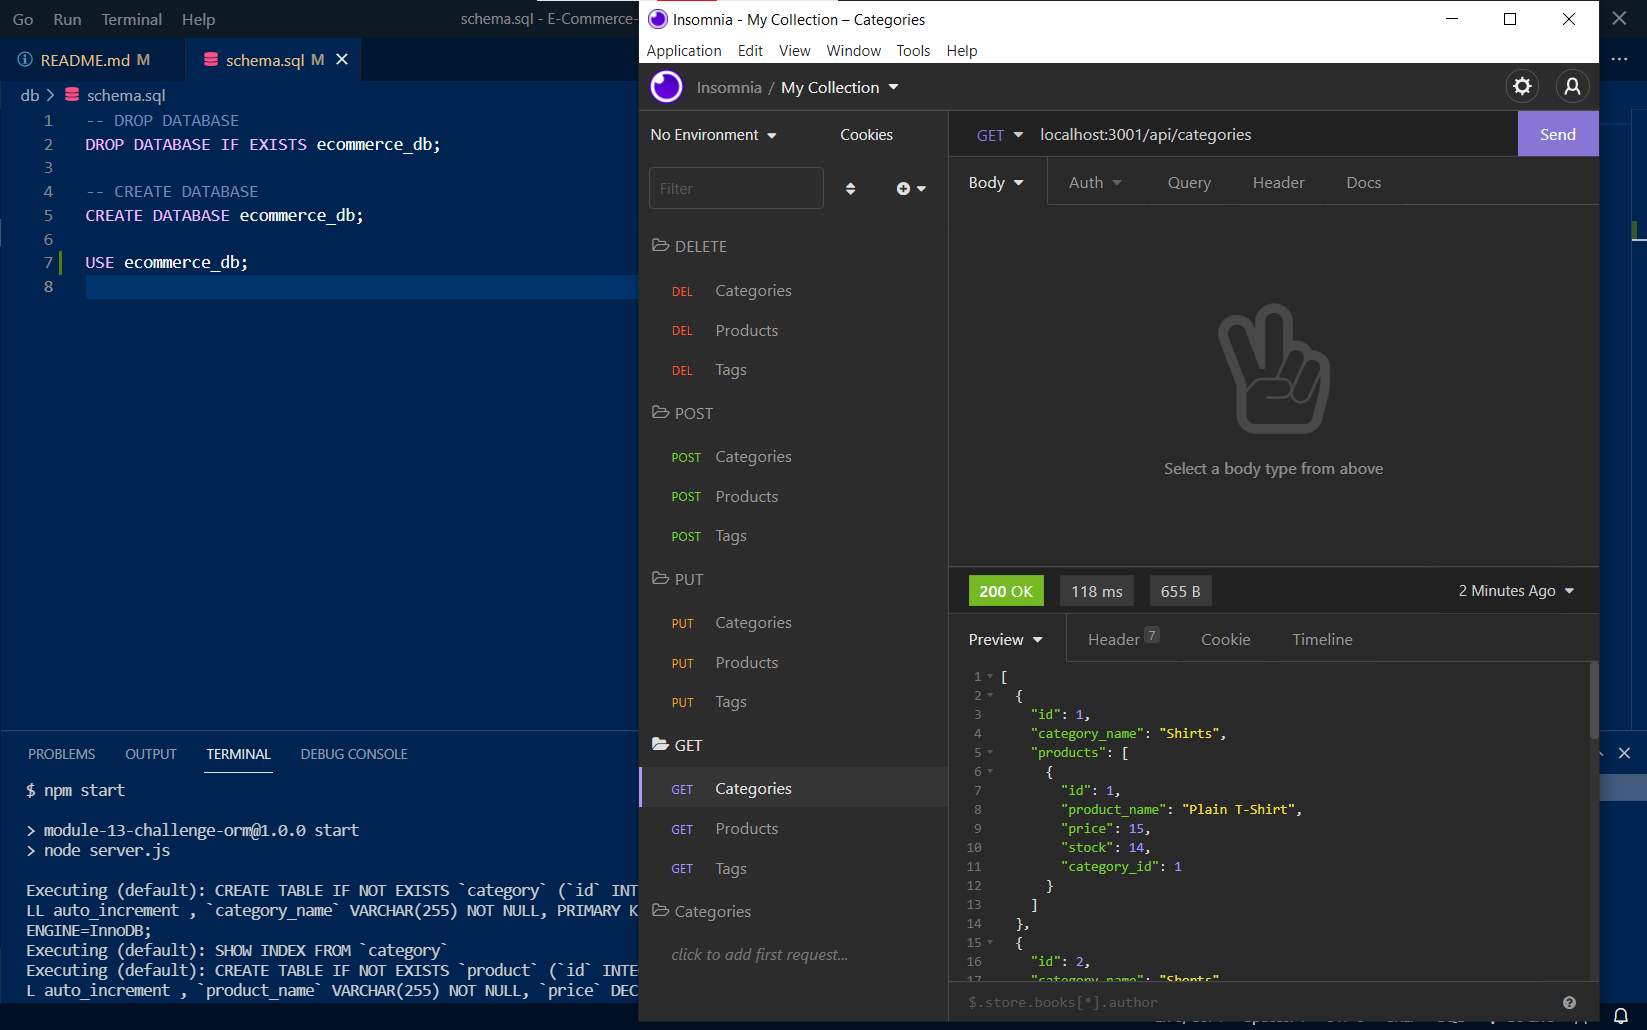 Go Run Terminal Help
schema.sql - E-Commerce-
README.md M
schema.sql M
db > schema.sql
1 -- DROP DATABASE
2 DROP DATABASE IF EXISTS ecommerce_db;
3
4 -- CREATE DATABASE
5 CREATE DATABASE ecommerce_db;
6
7 USE ecommerce_db;
8
PROBLEMS OUTPUT TERMINAL DEBUG CONSOLE
$ npm start
> module-13-challenge-orm@1.0.0 start
> node server.js
Executing (default): CREATE TABLE IF NOT EXISTS `category` (`id` INT
LL auto_increment , `category_name` VARCHAR(255) NOT NULL, PRIMARY K
ENGINE=InnoDB;
Executing (default): SHOW INDEX FROM `category`
Executing (default): CREATE TABLE IF NOT EXISTS `product` (`id` INTE
L auto_increment , `product_name` VARCHAR(255) NOT NULL, `price` DEC
Insomnia - My Collection – Categories
Application Edit View Window Tools Help
Insomnia / My Collection
No Environment
Cookies
Filter
DELETE
DEL Categories
DEL Products
DEL Tags
POST
POST Categories
POST Products
POST Tags
PUT
PUT Categories
PUT Products
PUT Tags
GET
GET Categories
GET Products
GET Tags
Categories
click to add first request...
GET localhost:3001/api/categories
Send
Body Auth Query Header Docs
Select a body type from above
200 OK 118 ms 655 B
2 Minutes Ago
Preview Header 7 Cookie Timeline
1 [
2 {
3 "id": 1,
4 "category_name": "Shirts",
5 "products": [
6 {
7 "id": 1,
8 "product_name": "Plain T-Shirt",
9 "price": 15,
10 "stock": 14,
11 "category_id": 1
12 }
13 ]
14 },
15 {
16 "id": 2,
17 "category_name": "Shorts",
$.store.books[*].author